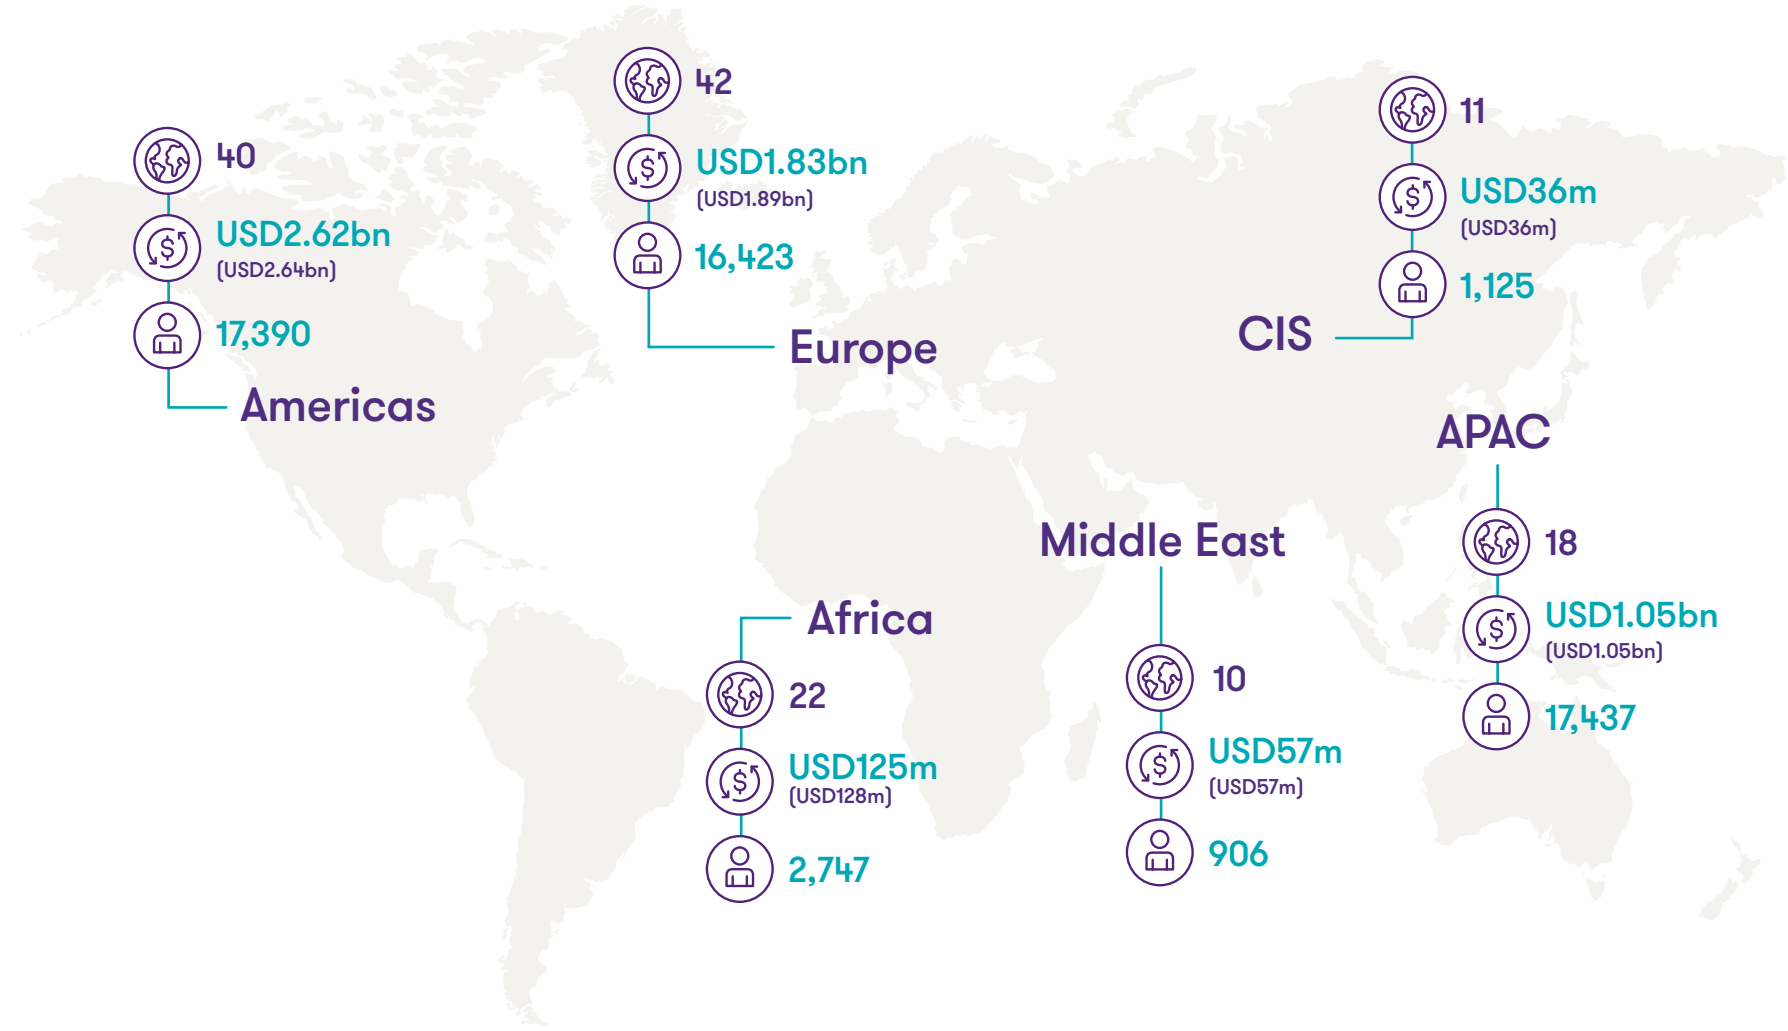 40
USD2.62bn
(USD2.64bn)
17,390
Americas
42
USD1.83bn
(USD1.89bn)
16,423
Europe
11
USD36m
(USD36m)
1,125
CIS
APAC
18
USD1.05bn
(USD1.05bn)
17,437
Middle East
10
USD57m
(USD57m)
906
Africa
22
USD125m
(USD128m)
2,747
$
$
$
$
$
$